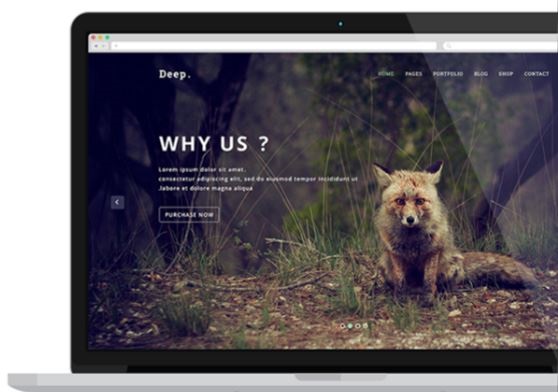 Deep.
HOME PAGES PORTFOLIO BLOG SHOP CONTACT
WHY US ?
Lorem ipsum dolor sit amet,
consectetur adipiscing elit, sed do eiusmod tempor incididunt ut
Jabore et dolore magna aliqua
PURCHASE NOW